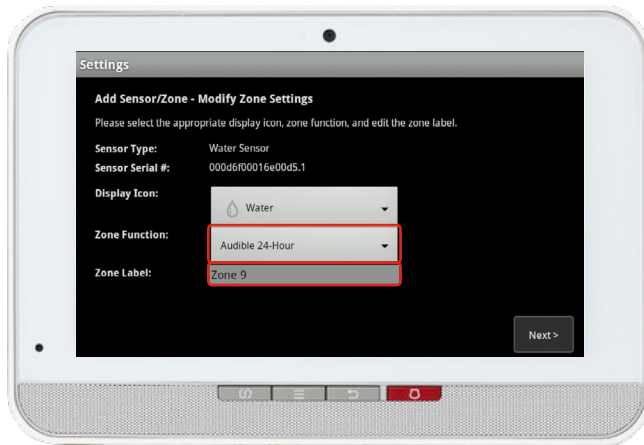 Settings
Add Sensor/Zone - Modify Zone Settings
Please select the appropriate display icon, zone function, and edit the zone label.
Sensor Type: Water Sensor
Sensor Serial #: 000d6f00016e00d5.1
Display Icon: Water
Zone Function: Audible 24-Hour
Zone Label: Zone 9
Next >